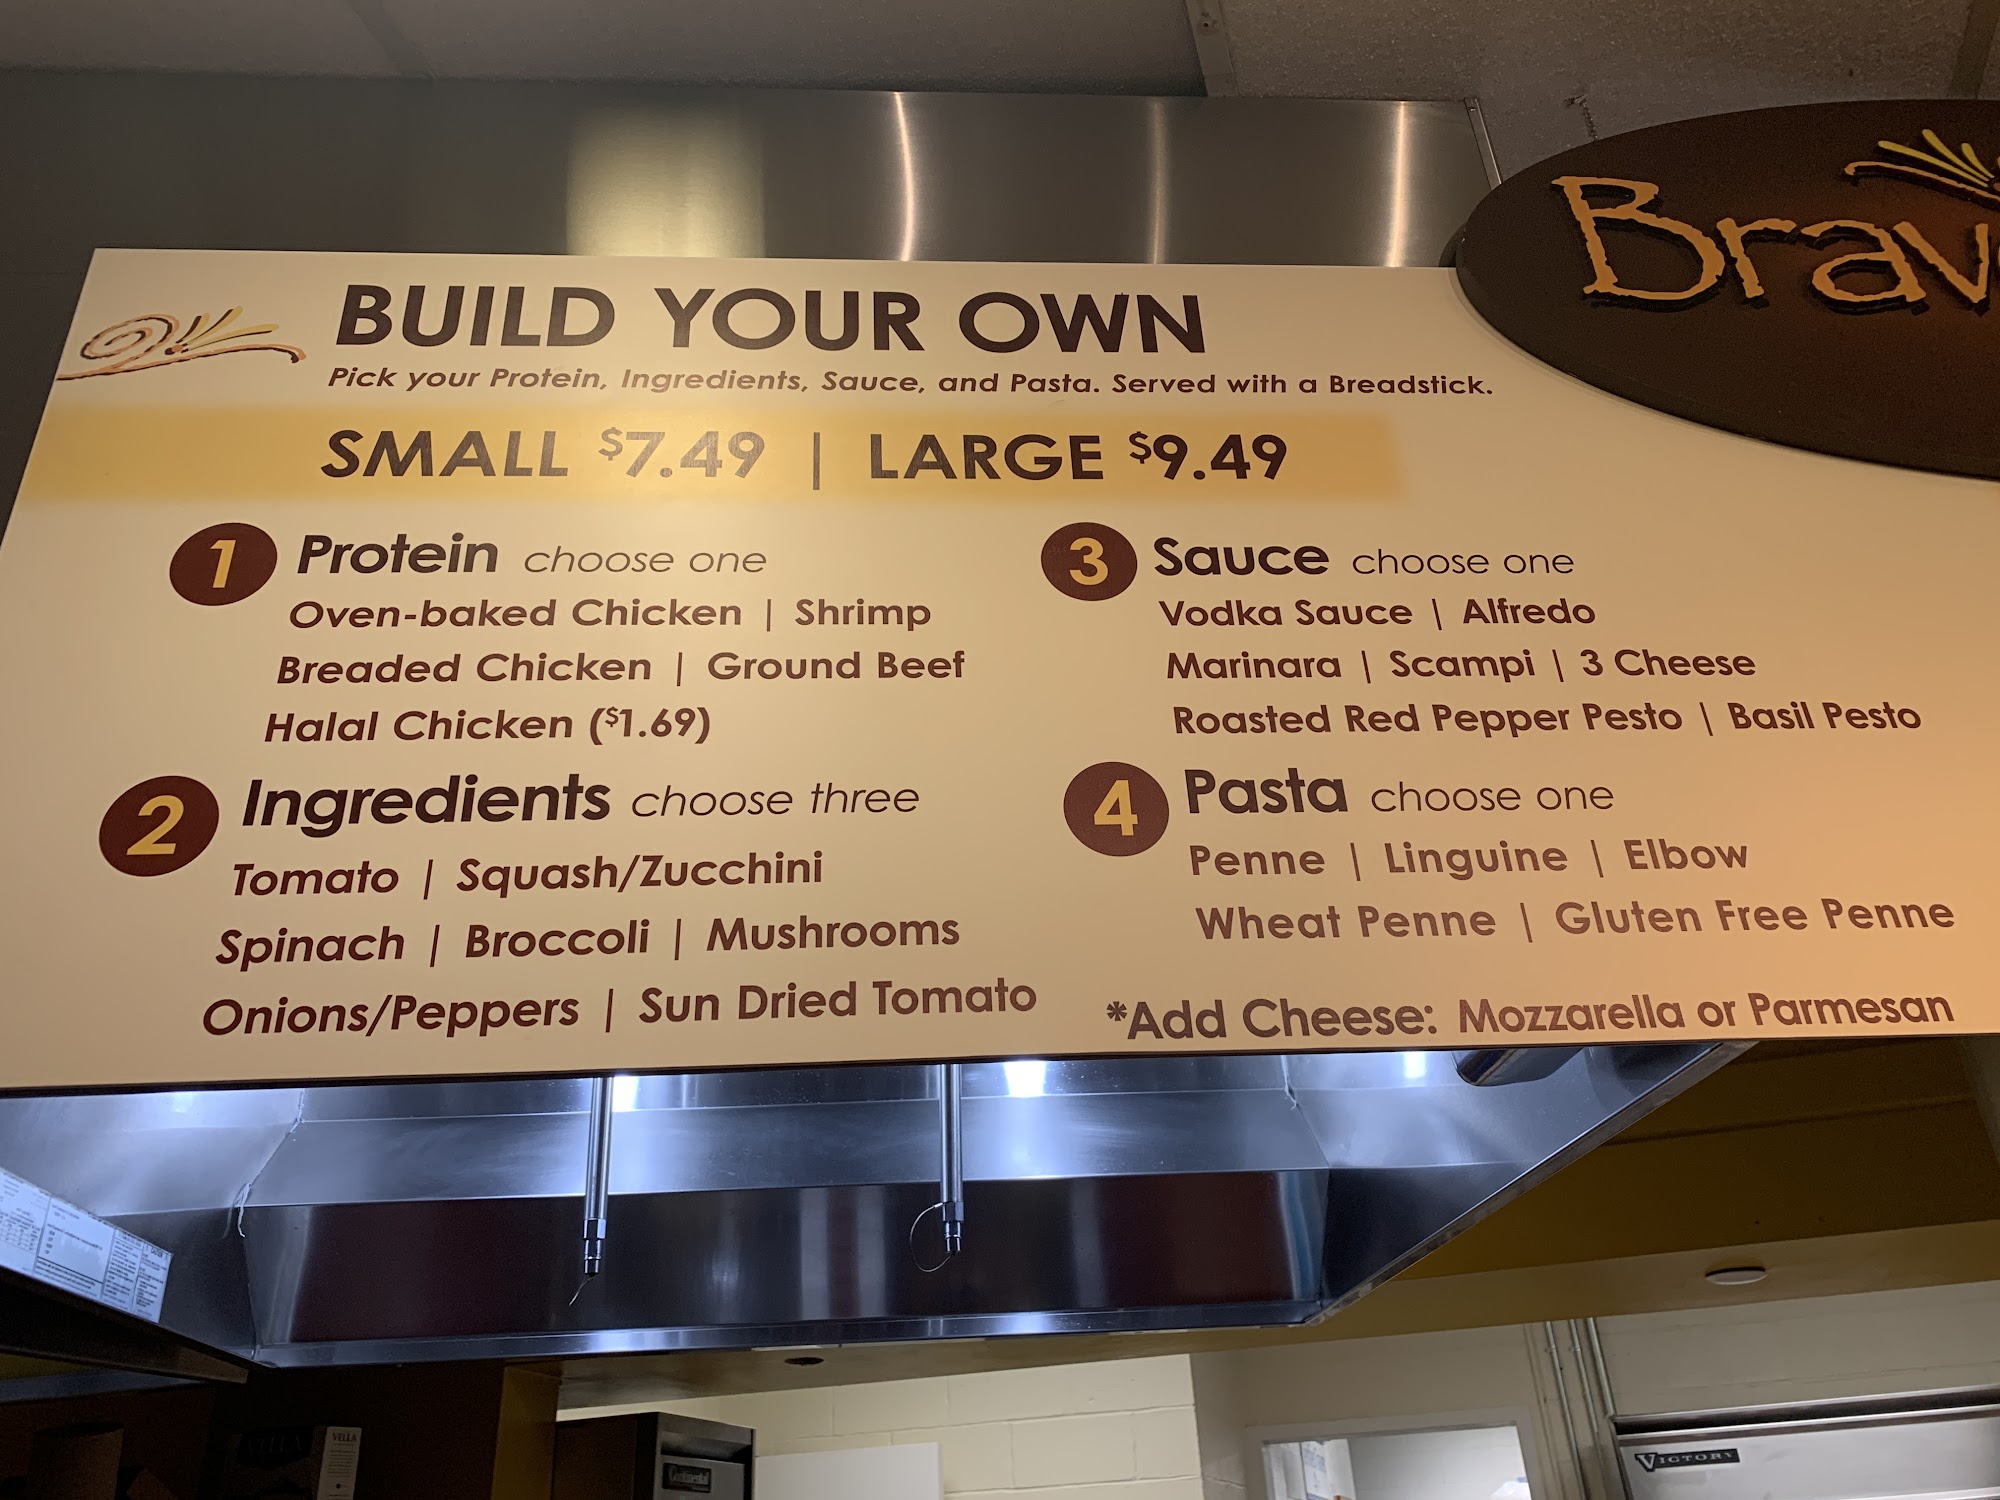 Brav
BUILD YOUR OWN
Pick your Protein, Ingredients, Sauce, and Pasta. Served with a Breadstick.
SMALL $7.49 | LARGE $9.49
1 Protein choose one
Oven-baked Chicken | Shrimp
Breaded Chicken | Ground Beef
Halal Chicken ($1.69)
2 Ingredients choose three
Tomato | Squash/Zucchini
Spinach | Broccoli | Mushrooms
Onions/Peppers | Sun Dried Tomato
3 Sauce choose one
Vodka Sauce | Alfredo
Marinara | Scampi | 3 Cheese
Roasted Red Pepper Pesto | Basil Pesto
4 Pasta choose one
Penne | Linguine | Elbow
Wheat Penne | Gluten Free Penne
*Add Cheese: Mozzarella or Parmesan
VELLA
VELLA
Continental
VICTORY